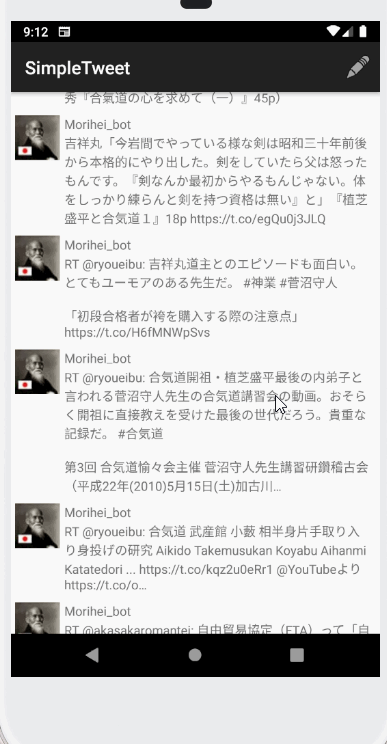 9:12
SimpleTweet
秀『合氣道の心を求めて（一）』45p）
Morihei_bot
吉祥丸「今岩間でやっている様な剣は昭和三十年前後
から本格的にやり出した。剣をしていたら父は怒った
もんです。『剣なんか最初からやるもんじゃない。体
をしっかり練らんと剣を持つ資格は無い』と」『植芝
盛平と合気道１』18p https://t.co/egQu0j3JLQ
Morihei_bot
RT @ryoueibu: 吉祥丸道主とのエピソードも面白い。
とてもユーモアのある先生だ。 #神業 #菅沼守人
「初段合格者が袴を購入する際の注意点」
https://t.co/H6fMNWpSvs
Morihei_bot
RT @ryoueibu: 合気道開祖・植芝盛平最後の内弟子と
言われる菅沼守人先生の合気道講習会の動画。おそら
く開祖に直接教えを受けた最後の世代だろう。貴重な
記録だ。 #合気道
第3回 合気道愉々会主催 菅沼守人先生講習研鑽稽古会
（平成22年(2010)5月15日(土)加古川…
Morihei_bot
RT @ryoueibu: 合気道 武産館 小藪 相半身片手取り入
り身投げの研究 Aikido Takemusukan Koyabu Aihanmi
Katatedori ... https://t.co/kqz2u0eRr1 @YouTubeより
https://t.co/o…
Morihei_bot
RT @akasakaromantei: 自由貿易協定（FTA）って「自